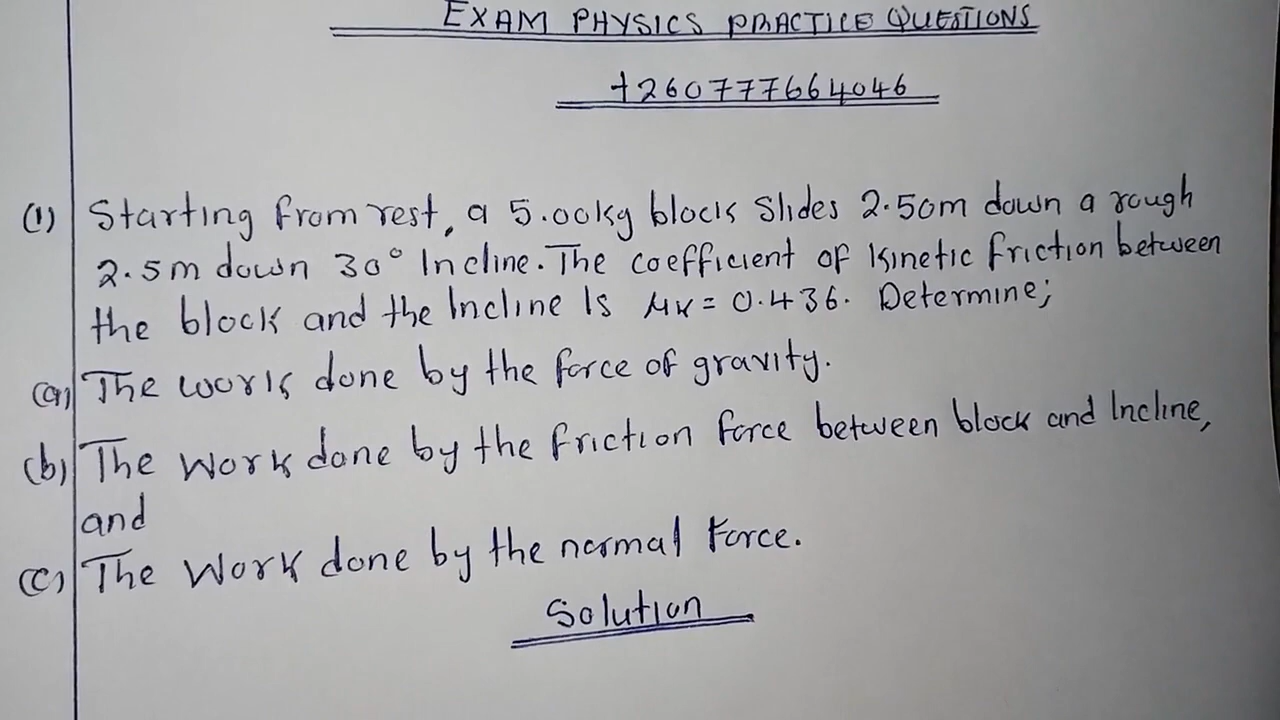 EXAM PHYSICS PRACTICE QUESTIONS
+260777664046
(1) Starting from rest, a 5.00kg block slides 2.50m down a rough
2.5m down 30° Incline. The coefficient of kinetic friction between
the block and the Incline Is μk = 0.436. Determine;
(a) The work done by the force of gravity.
(b) The work done by the friction force between block and Incline,
and
(c) The work done by the normal Force.
Solution